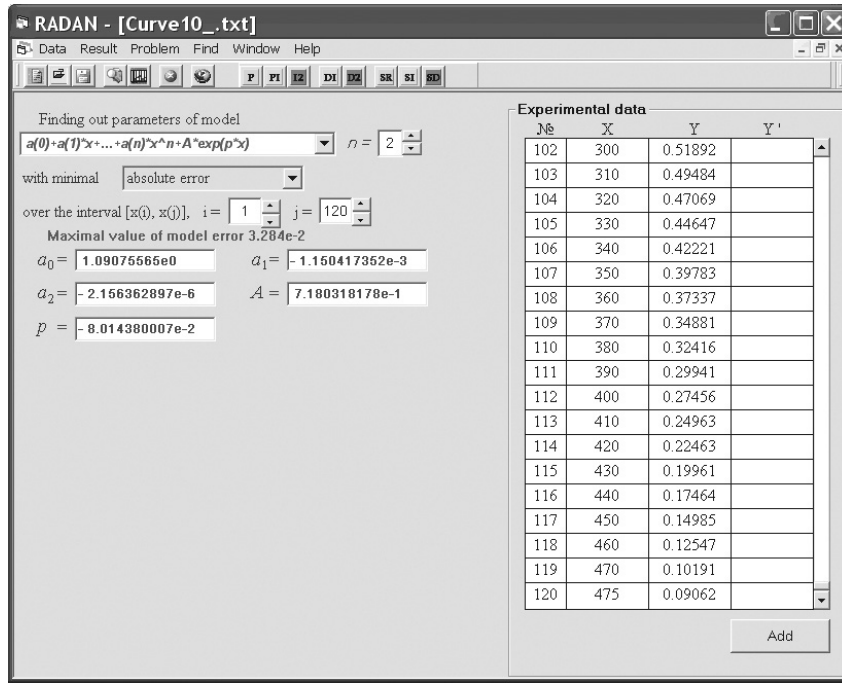 RADAN - [Curve10_.txt]
Data Result Problem Find Window Help
P PI I2 DI D2 SR SI SD
Finding out parameters of model
a(0)+a(1)*x+...+a(n)*x^n+A*exp(p*x) n = 2
with minimal absolute error
over the interval [x(i), x(j)], i = 1 j = 120
Maximal value of model error 3.284e-2
a0 = 1.09075565e0 a1 = - 1.150417352e-3
a2 = - 2.156362897e-6 A = 7.180318178e-1
p = - 8.014380007e-2
Experimental data
№ X Y Y '
102 300 0.51892
103 310 0.49484
104 320 0.47069
105 330 0.44647
106 340 0.42221
107 350 0.39783
108 360 0.37337
109 370 0.34881
110 380 0.32416
111 390 0.29941
112 400 0.27456
113 410 0.24963
114 420 0.22463
115 430 0.19961
116 440 0.17464
117 450 0.14985
118 460 0.12547
119 470 0.10191
120 475 0.09062
Add